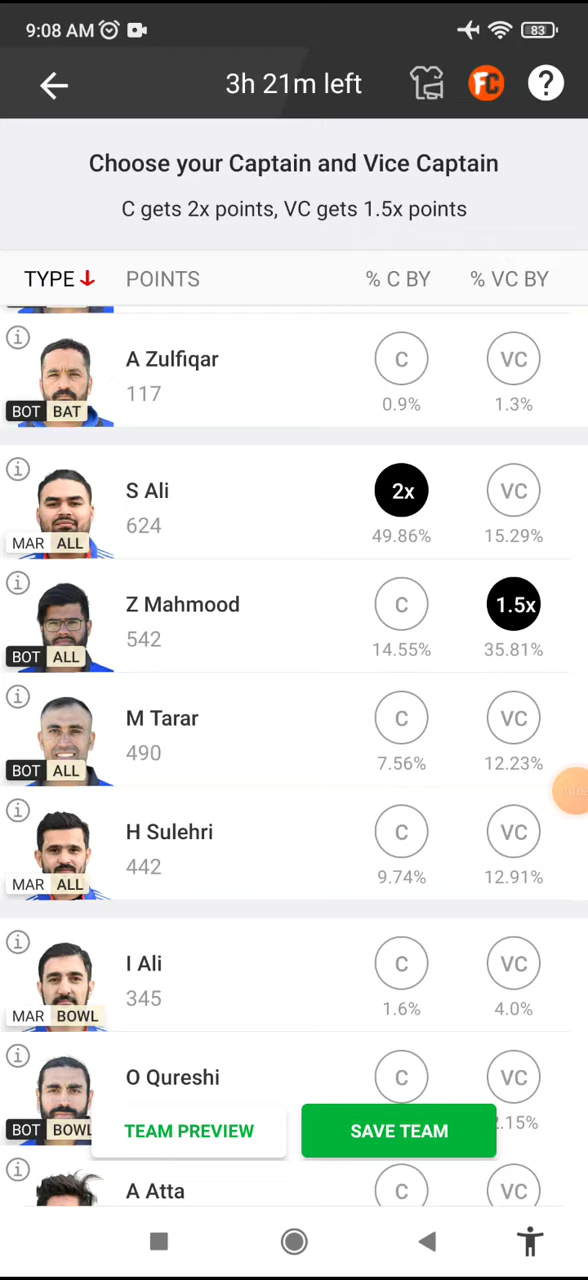 9:08 AM
83
3h 21m left
FC
?
Choose your Captain and Vice Captain
C gets 2x points, VC gets 1.5x points
TYPE POINTS % C BY % VC BY
A Zulfiqar
117
BOT BAT
C VC
0.9% 1.3%
S Ali
624
MAR ALL
2x VC
49.86% 15.29%
Z Mahmood
542
BOT ALL
C 1.5x
14.55% 35.81%
M Tarar
490
BOT ALL
C VC
7.56% 12.23%
H Sulehri
442
MAR ALL
C VC
9.74% 12.91%
I Ali
345
MAR BOWL
C VC
1.6% 4.0%
O Qureshi
C VC
BOT BOWL
.15%
TEAM PREVIEW SAVE TEAM
A Atta
C VC